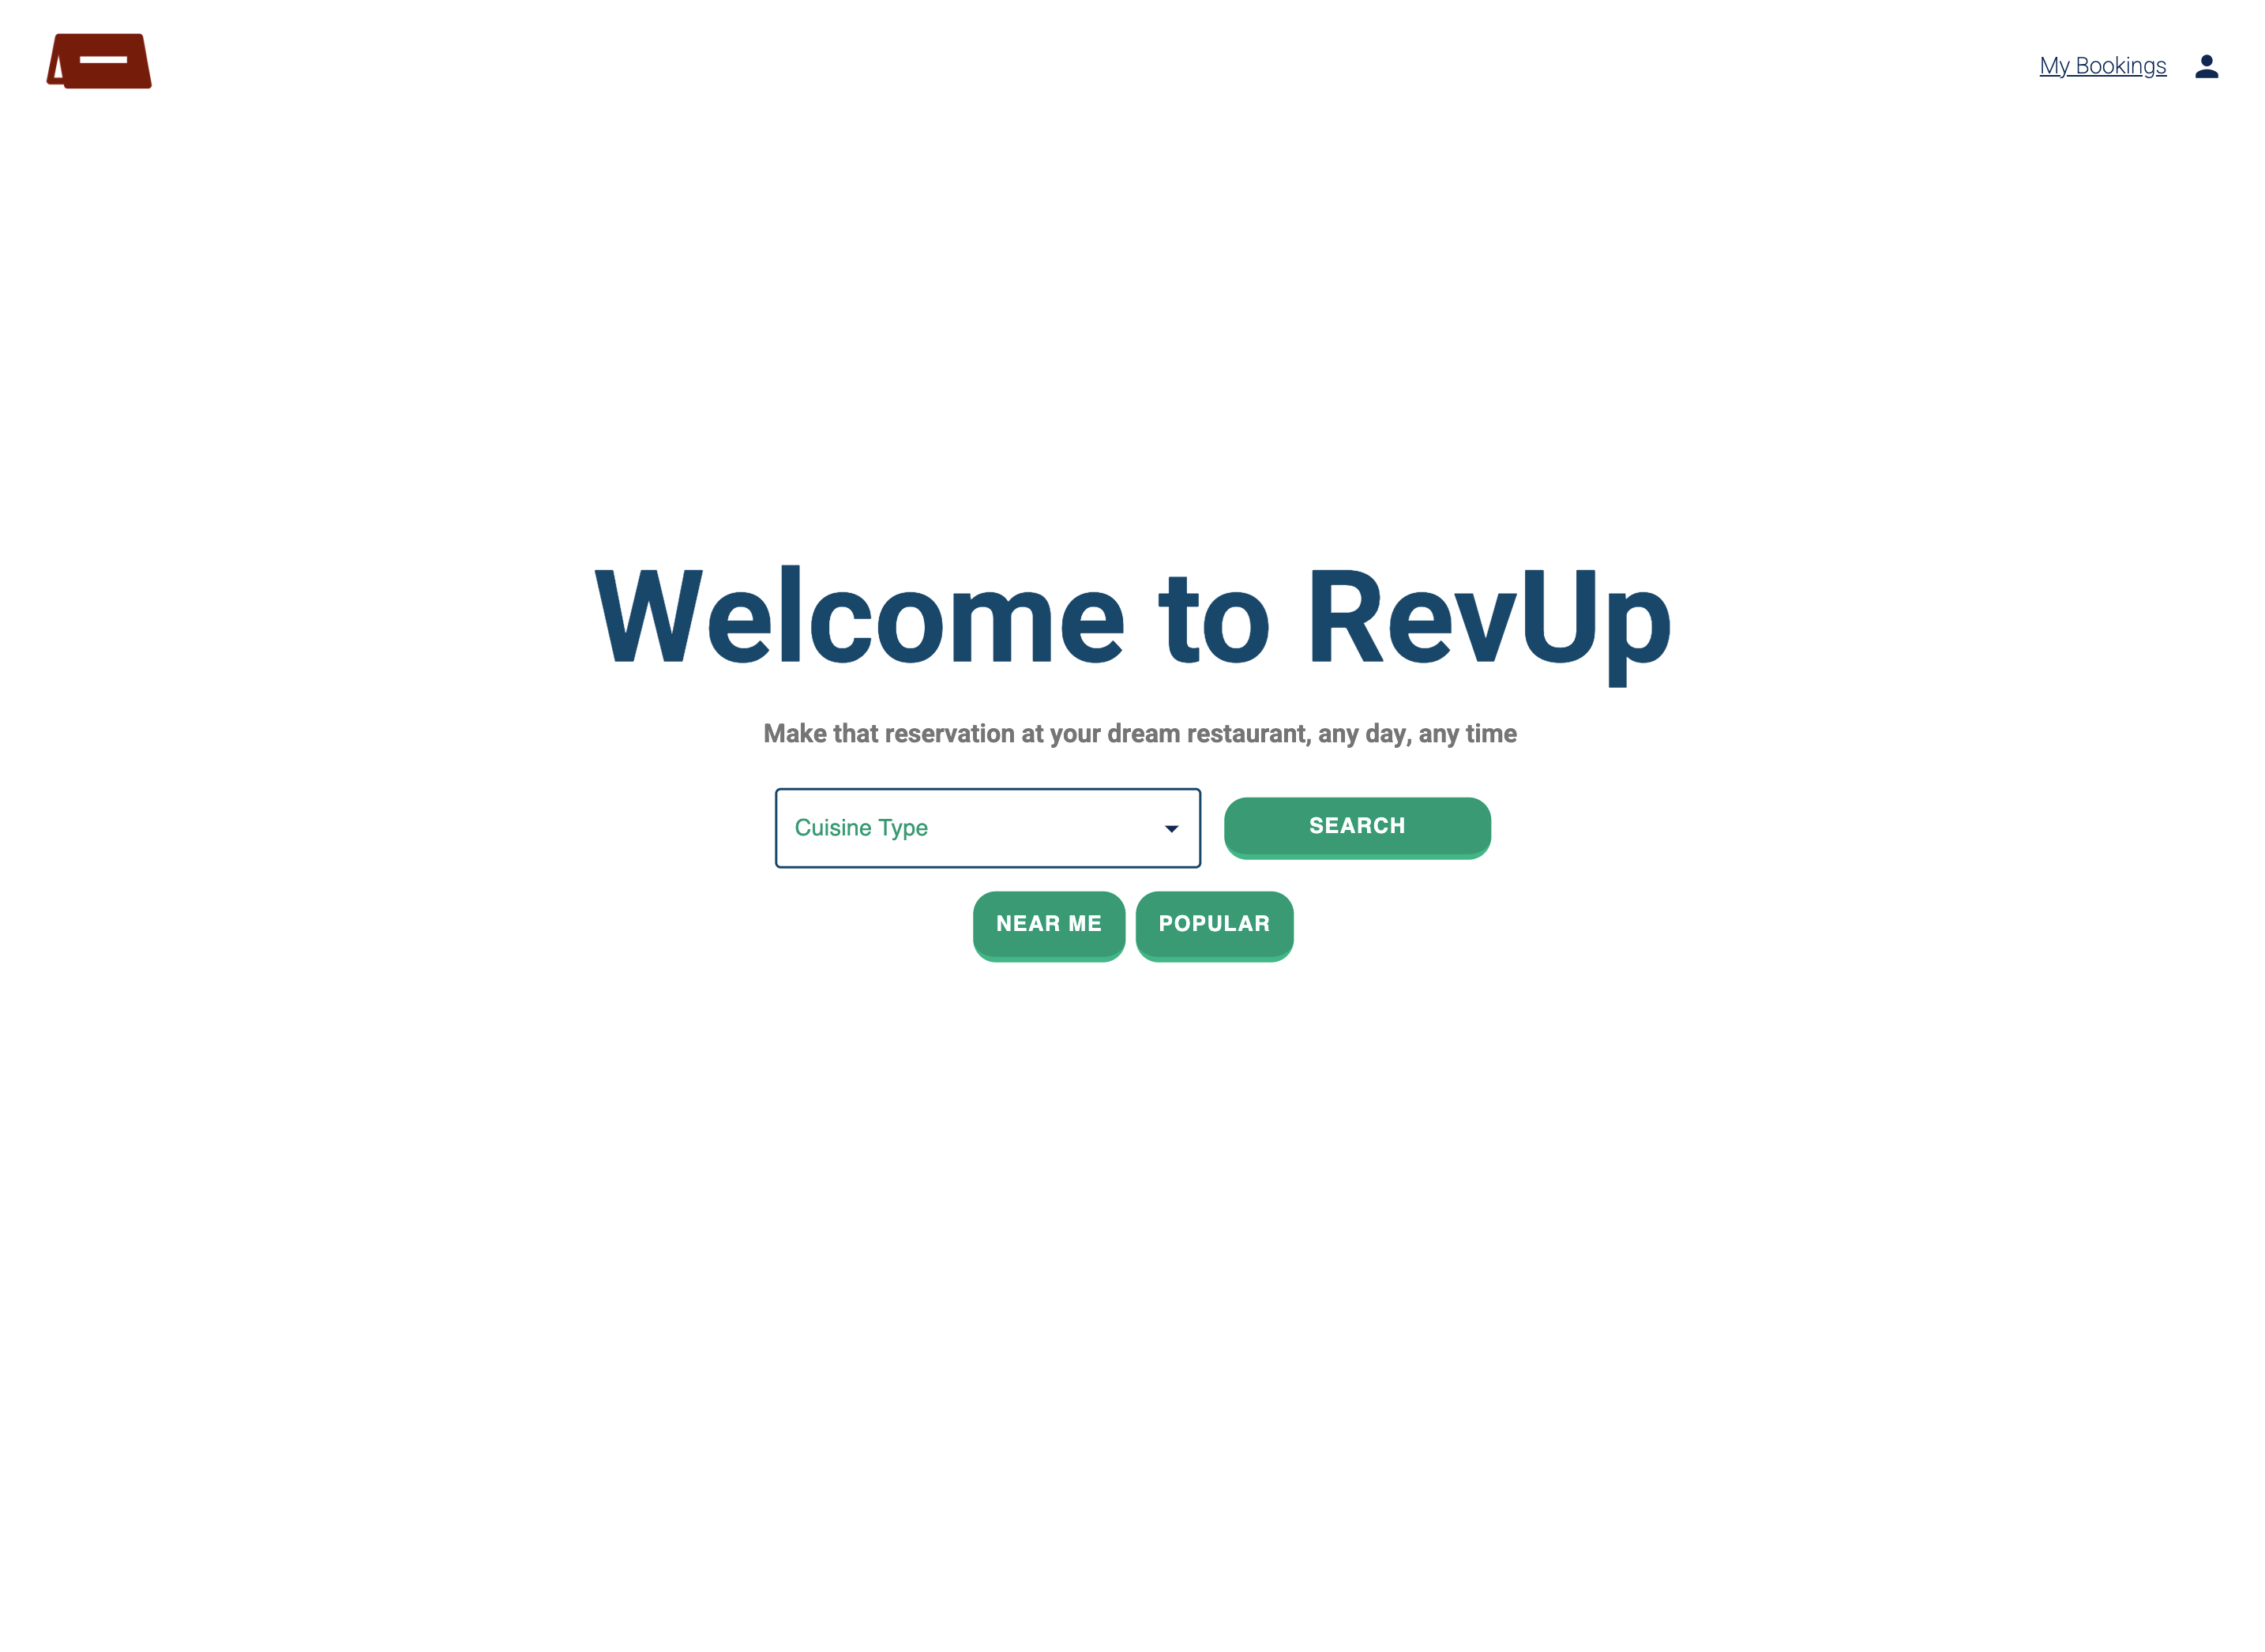 My Bookings
Welcome to RevUp
Make that reservation at your dream restaurant, any day, any time
Cuisine Type
SEARCH
NEAR ME
POPULAR